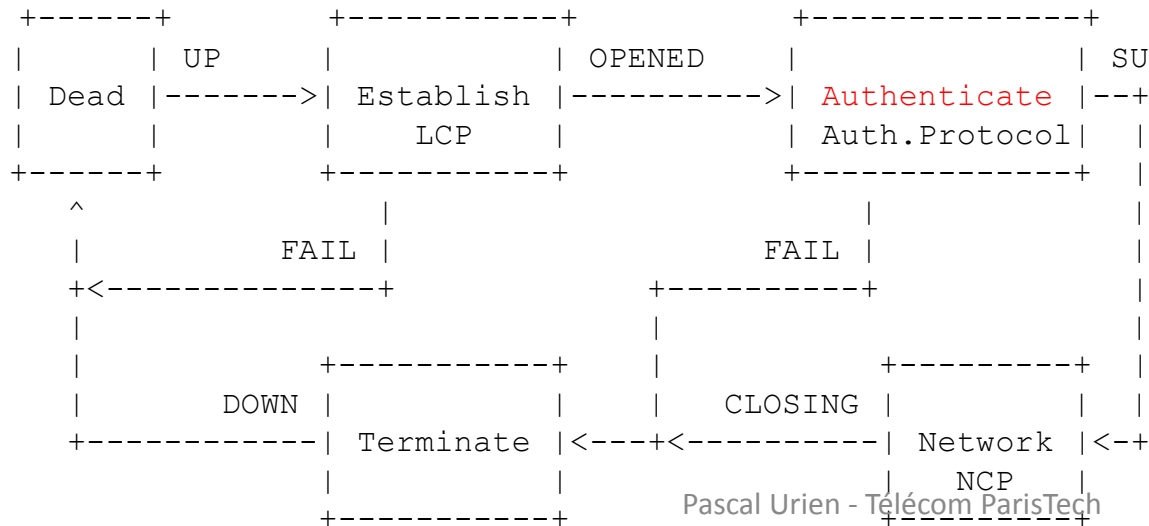 +------+ +-----------+ +--------------+
| | UP | | OPENED | | SU
| Dead |------->| Establish |---------->| Authenticate |--+
| | | LCP | | Auth.Protocol| |
+------+ +-----------+ +--------------+ |
^ | | |
| FAIL | FAIL | |
+<--------------+ +----------+ |
| | |
| +-----------+ | +---------+ |
| DOWN | | | CLOSING | | |
+------------| Terminate |<---+<----------| Network |<-+
| | | NCP |
+-----------+ +---------+
Pascal Urien - Télécom ParisTech